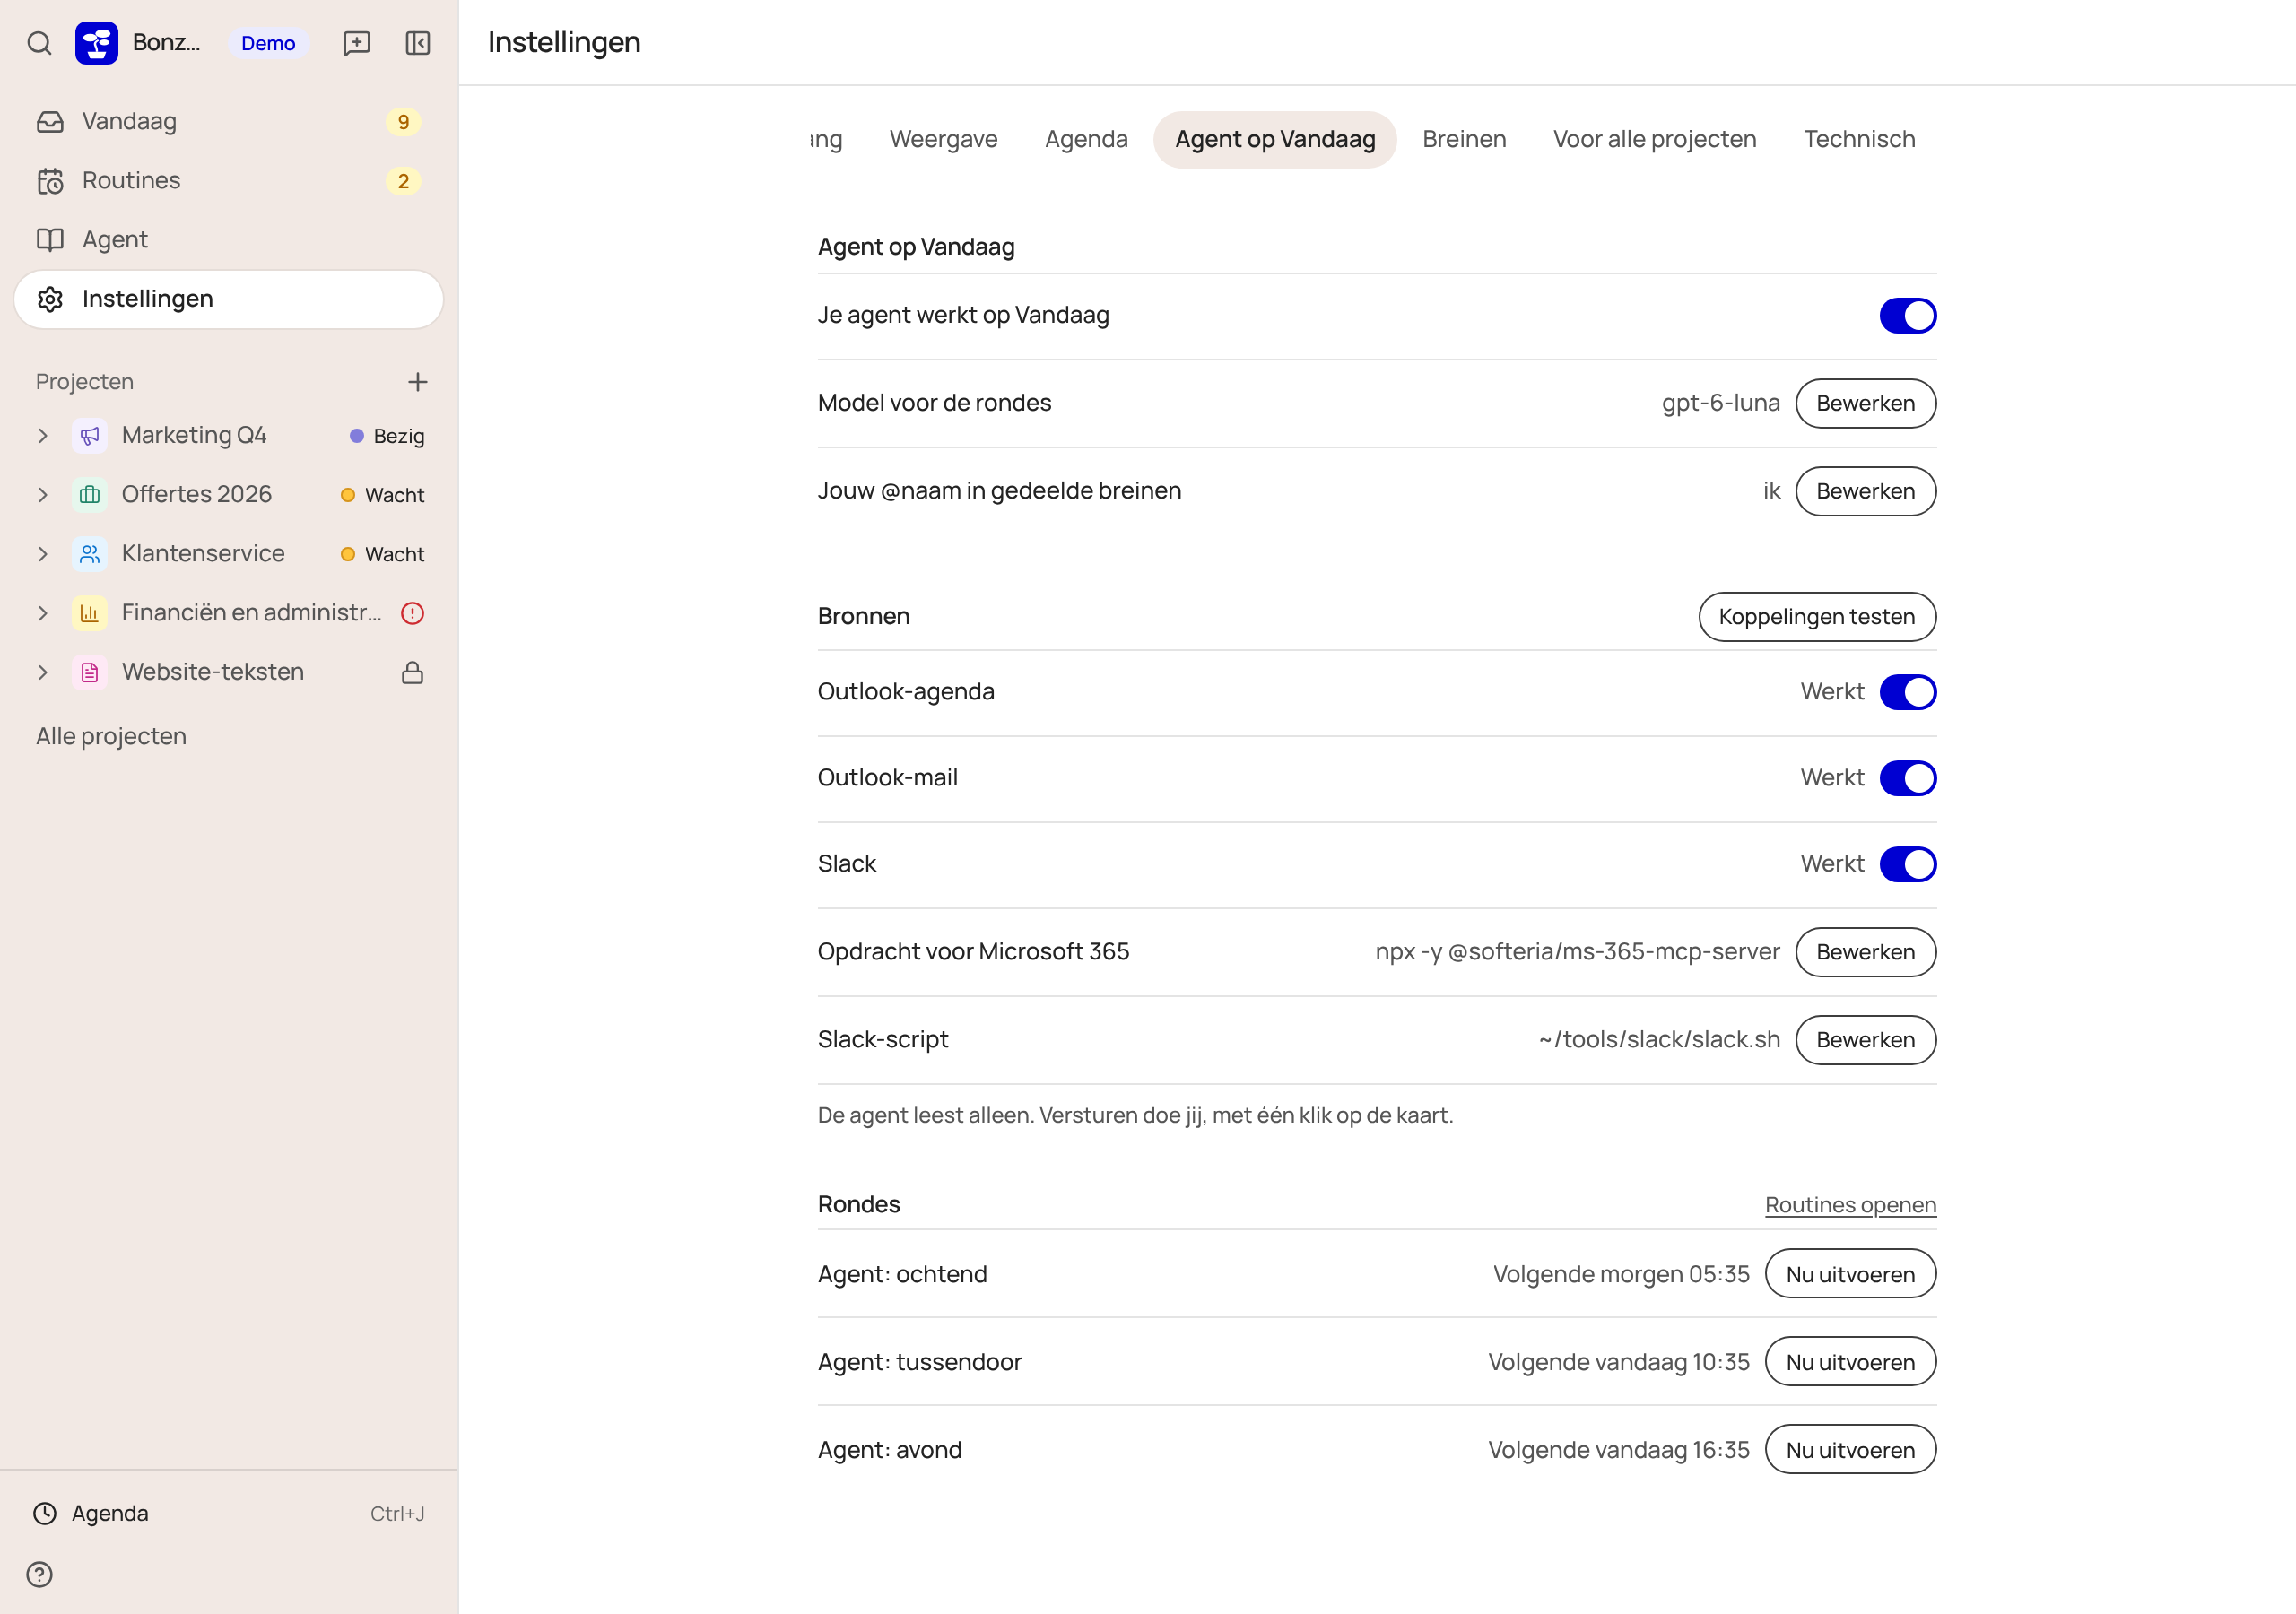 Bonz...
Demo
Vandaag 9
Routines 2
Agent
Instellingen
Projecten
Marketing Q4 Bezig
Offertes 2026 Wacht
Klantenservice Wacht
Financiën en administr...
Website-teksten
Alle projecten
Agenda Ctrl+J
Instellingen
Weergave Agenda Agent op Vandaag Breinen Voor alle projecten Technisch
Agent op Vandaag
Je agent werkt op Vandaag
Model voor de rondes gpt-6-luna Bewerken
Jouw @naam in gedeelde breinen ik Bewerken
Bronnen Koppelingen testen
Outlook-agenda Werkt
Outlook-mail Werkt
Slack Werkt
Opdracht voor Microsoft 365 npx -y @softeria/ms-365-mcp-server Bewerken
Slack-script ~/tools/slack/slack.sh Bewerken
De agent leest alleen. Versturen doe jij, met één klik op de kaart.
Rondes Routines openen
Agent: ochtend Volgende morgen 05:35 Nu uitvoeren
Agent: tussendoor Volgende vandaag 10:35 Nu uitvoeren
Agent: avond Volgende vandaag 16:35 Nu uitvoeren